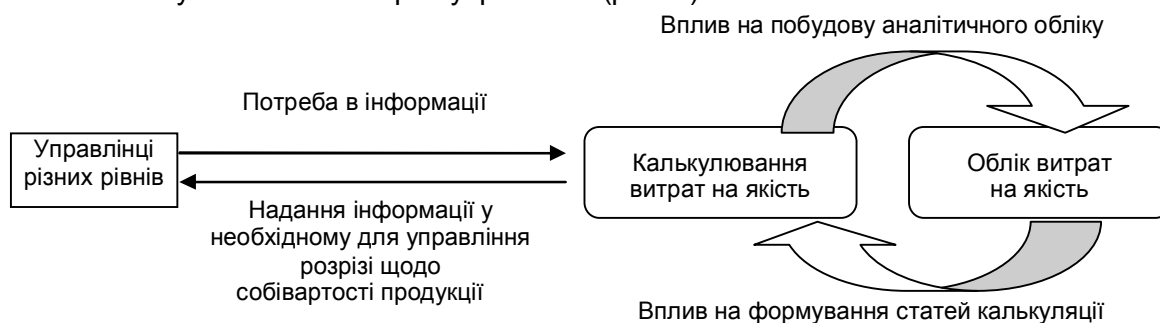 Вплив на побудову аналітичного обліку
Потреба в інформації
Управлінці
різних рівнів
Калькулювання
витрат на якість
Облік витрат
на якість
Надання інформації у
необхідному для управління
розрізі щодо
собівартості продукції
Вплив на формування статей калькуляції